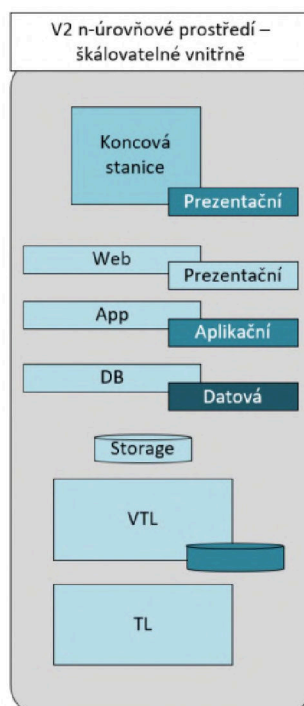 V2 n-úrovňové prostředí –
škálovatelné vnitřně
Koncová
stanice
Prezentační
Web
Prezentační
App
Aplikační
DB
Datová
Storage
VTL
TL